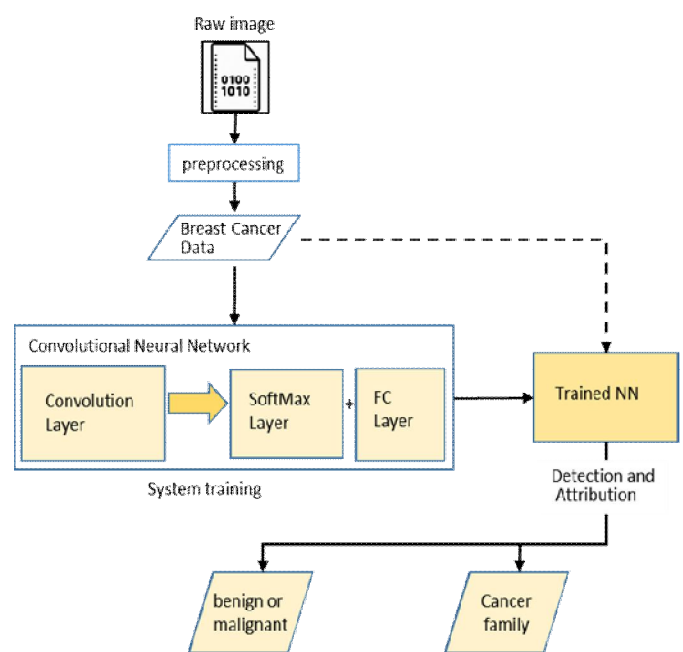 Raw image
0100
1010
preprocessing
Breast Cancer
Data
Convolutional Neural Network
Convolution
Layer
SoftMax
Layer
+
FC
Layer
Trained NN
System training
Detection and
Attribution
benign or
malignant
Cancer
family